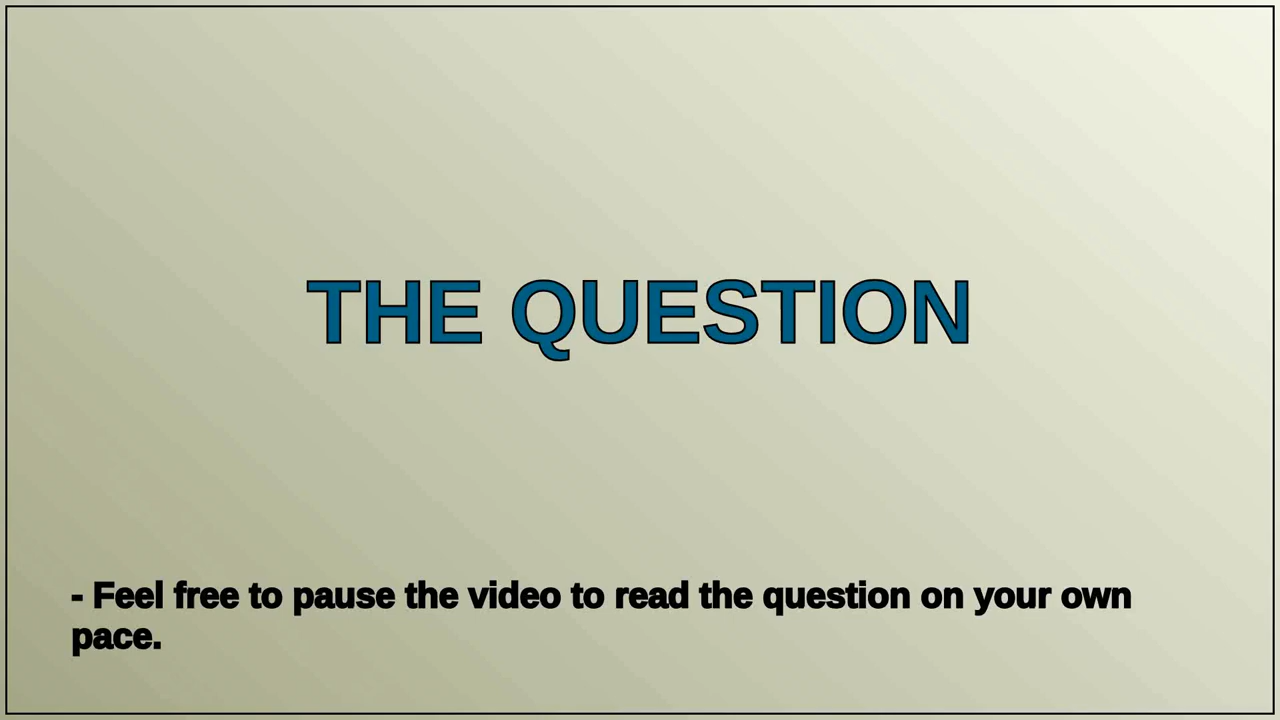 THE QUESTION
- Feel free to pause the video to read the question on your own
pace.